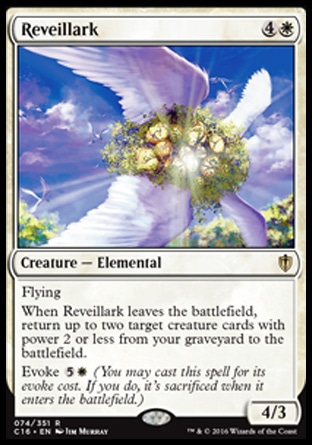 Reveillark 4
Creature — Elemental
Flying
When Reveillark leaves the battlefield,
return up to two target creature cards with
power 2 or less from your graveyard to the
battlefield.
Evoke 5 (You may cast this spell for its
evoke cost. If you do, it's sacrificed when it
enters the battlefield.)
074/351 R
C16 • EN Jim Murray
4/3
™ & © 2016 Wizards of the Coast